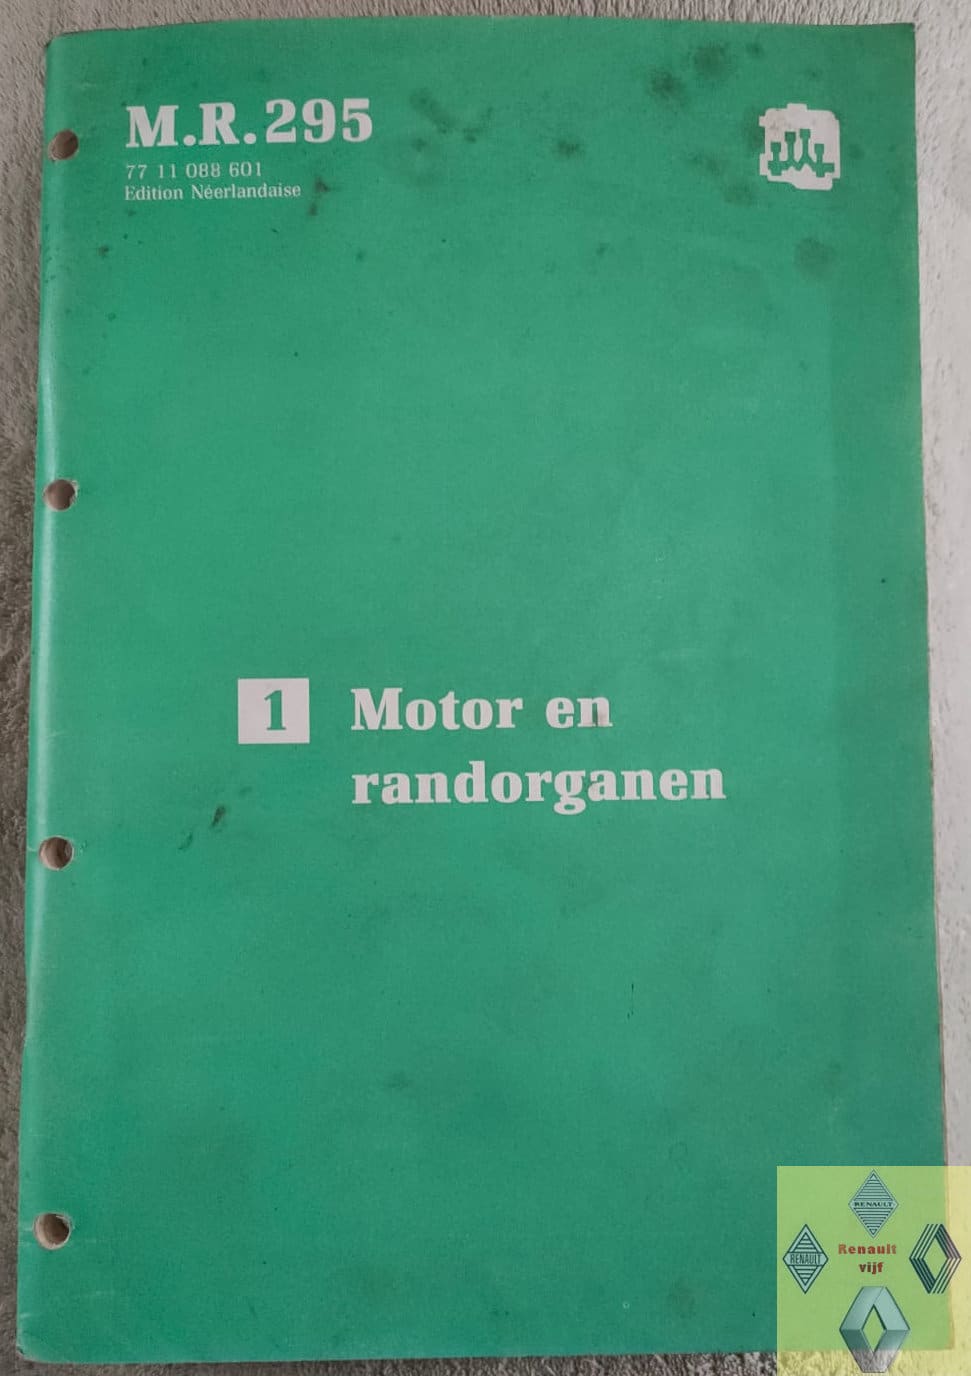 M.R.295
77 11 088 601
Edition Néerlandaise
1 Motor en
randorganen
RENAULT
RENAULT
Renault
vijf